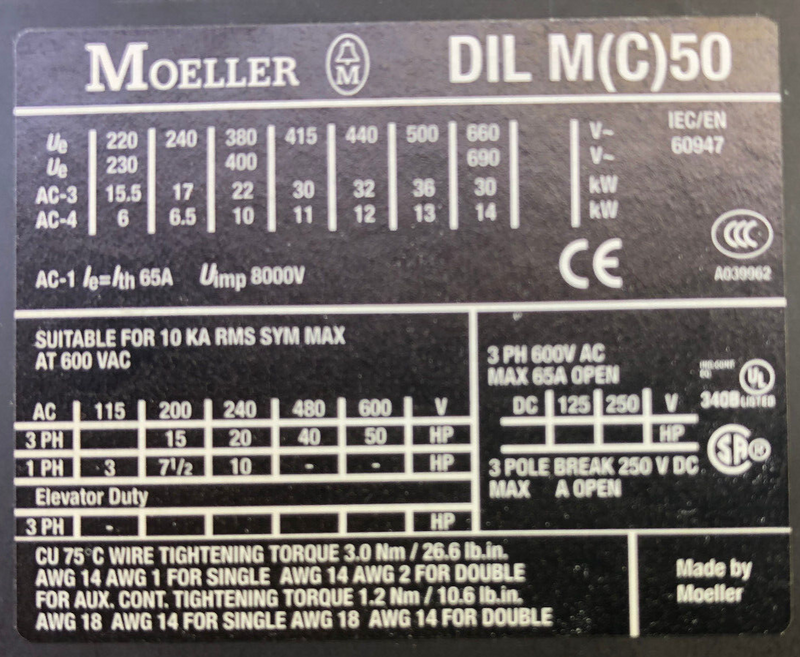 MOELLER M DIL M(C)50
Ue 220 240 380 415 440 500 660 V~ IEC/EN
Ue 230 400 690 V~ 60947
AC-3 15.5 17 22 30 32 36 30 kW
AC-4 6 6.5 10 11 12 13 14 kW
CCC
AC-1 Ie=Ith 65A Uimp 8000V CE A039962
SUITABLE FOR 10 KA RMS SYM MAX
AT 600 VAC
AC 115 200 240 480 600 V
3 PH 15 20 40 50 HP
1 PH 3 7 1/2 10 - - HP
Elevator Duty
3 PH - HP
3 PH 600V AC
MAX 65A OPEN
UL
DC 125 250 V 340B LISTED
HP
SA
3 POLE BREAK 250 V DC
MAX A OPEN
CU 75°C WIRE TIGHTENING TORQUE 3.0 Nm / 26.6 lb.in.
AWG 14 AWG 1 FOR SINGLE AWG 14 AWG 2 FOR DOUBLE
FOR AUX. CONT. TIGHTENING TORQUE 1.2 Nm / 10.6 lb.in.
AWG 18 AWG 14 FOR SINGLE AWG 18 AWG 14 FOR DOUBLE
Made by
Moeller